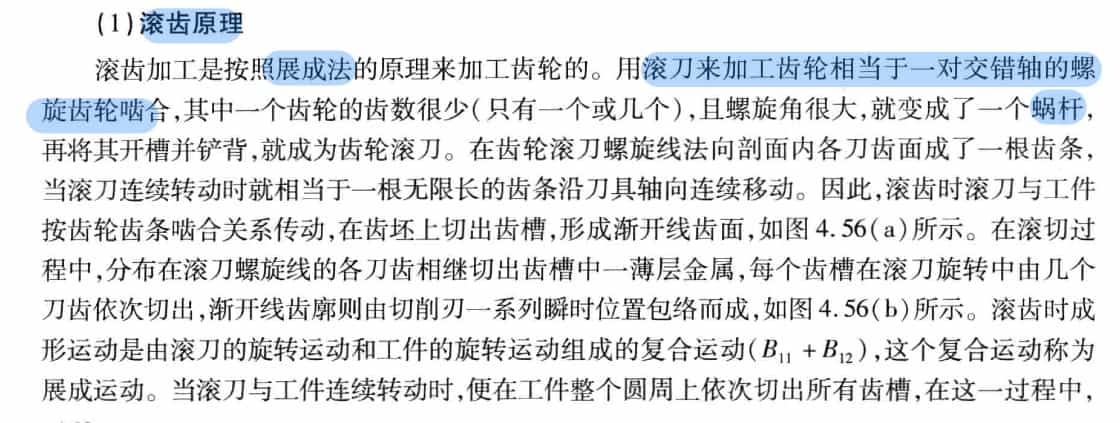 (1)滚齿原理
滚齿加工是按照展成法的原理来加工齿轮的。用滚刀来加工齿轮相当于一对交错轴的螺
旋齿轮啮合,其中一个齿轮的齿数很少(只有一个或几个),且螺旋角很大,就变成了一个蜗杆,
再将其开槽并铲背,就成为齿轮滚刀。在齿轮滚刀螺旋线法向剖面内各刀齿面成了一根齿条,
当滚刀连续转动时就相当于一根无限长的齿条沿刀具轴向连续移动。因此,滚齿时滚刀与工件
按齿轮齿条啮合关系传动,在齿坯上切出齿槽,形成渐开线齿面,如图4.56(a)所示。在滚切过
程中,分布在滚刀螺旋线的各刀齿相继切出齿槽中一薄层金属,每个齿槽在滚刀旋转中由几个
刀齿依次切出,渐开线齿廓则由切削刃一系列瞬时位置包络而成,如图4.56(b)所示。滚齿时成
形运动是由滚刀的旋转运动和工件的旋转运动组成的复合运动(B₁₁+B₁₂),这个复合运动称为
展成运动。当滚刀与工件连续转动时,便在工件整个圆周上依次切出所有齿槽,在这一过程中,